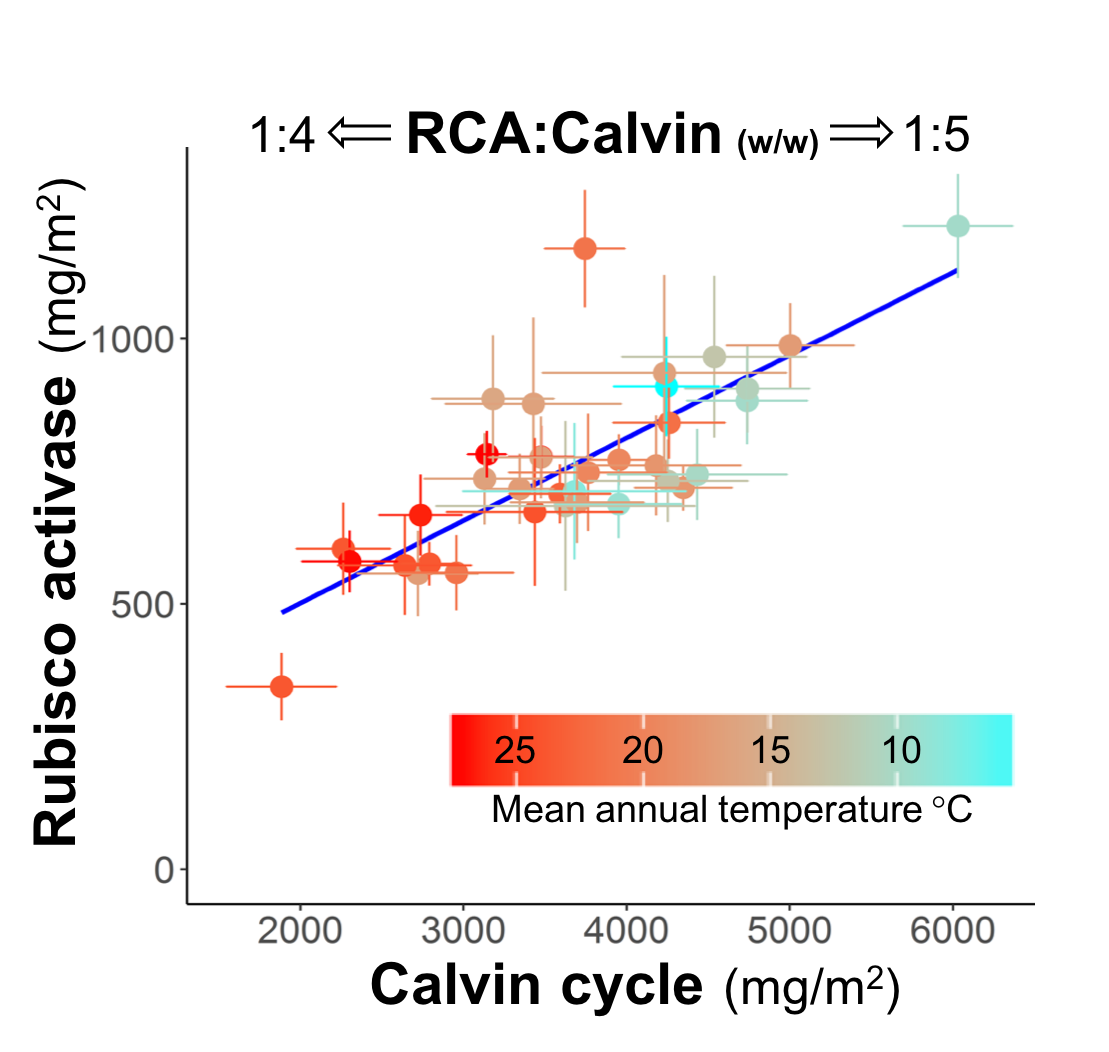 1:4 ⇐ RCA:Calvin (w/w) ⇒ 1:5
Rubisco activase (mg/m²)
1000
500
0
25 20 15 10
Mean annual temperature °C
2000 3000 4000 5000 6000
Calvin cycle (mg/m²)